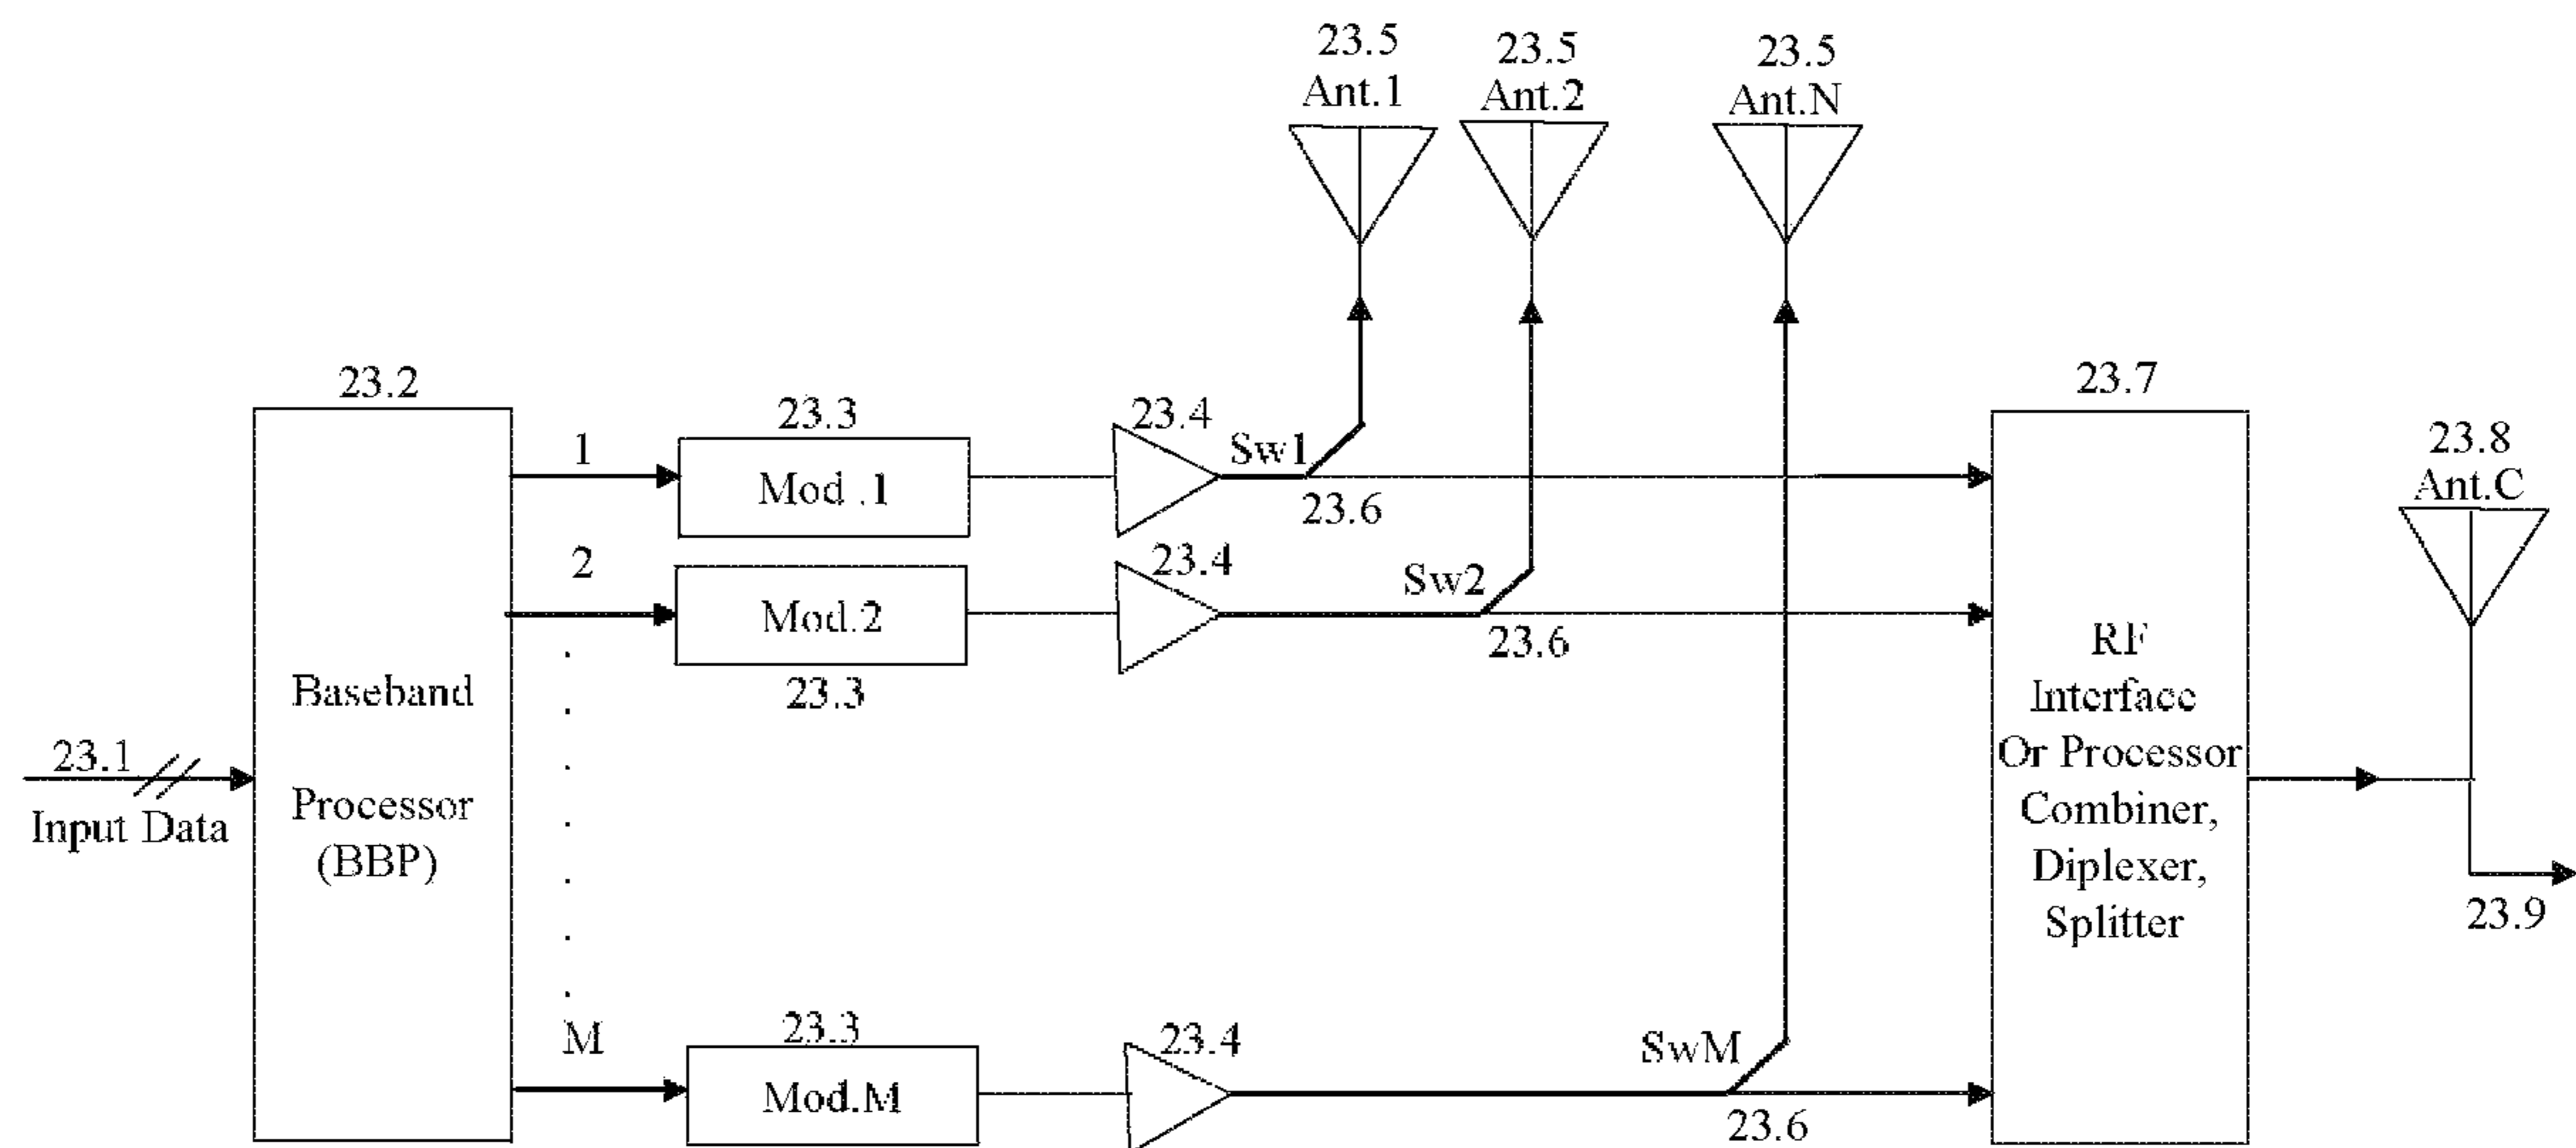 23.5
Ant.1
23.5
Ant.2
23.5
Ant.N
23.2
Baseband
Processor
(BBP)
23.1
Input Data
1
2
M
23.3
Mod .1
Mod.2
23.3
23.3
Mod.M
23.4
23.4
23.4
Sw1
23.6
Sw2
23.6
SwM
23.6
23.7
RF
Interface
Or Processor
Combiner,
Diplexer,
Splitter
23.8
Ant.C
23.9